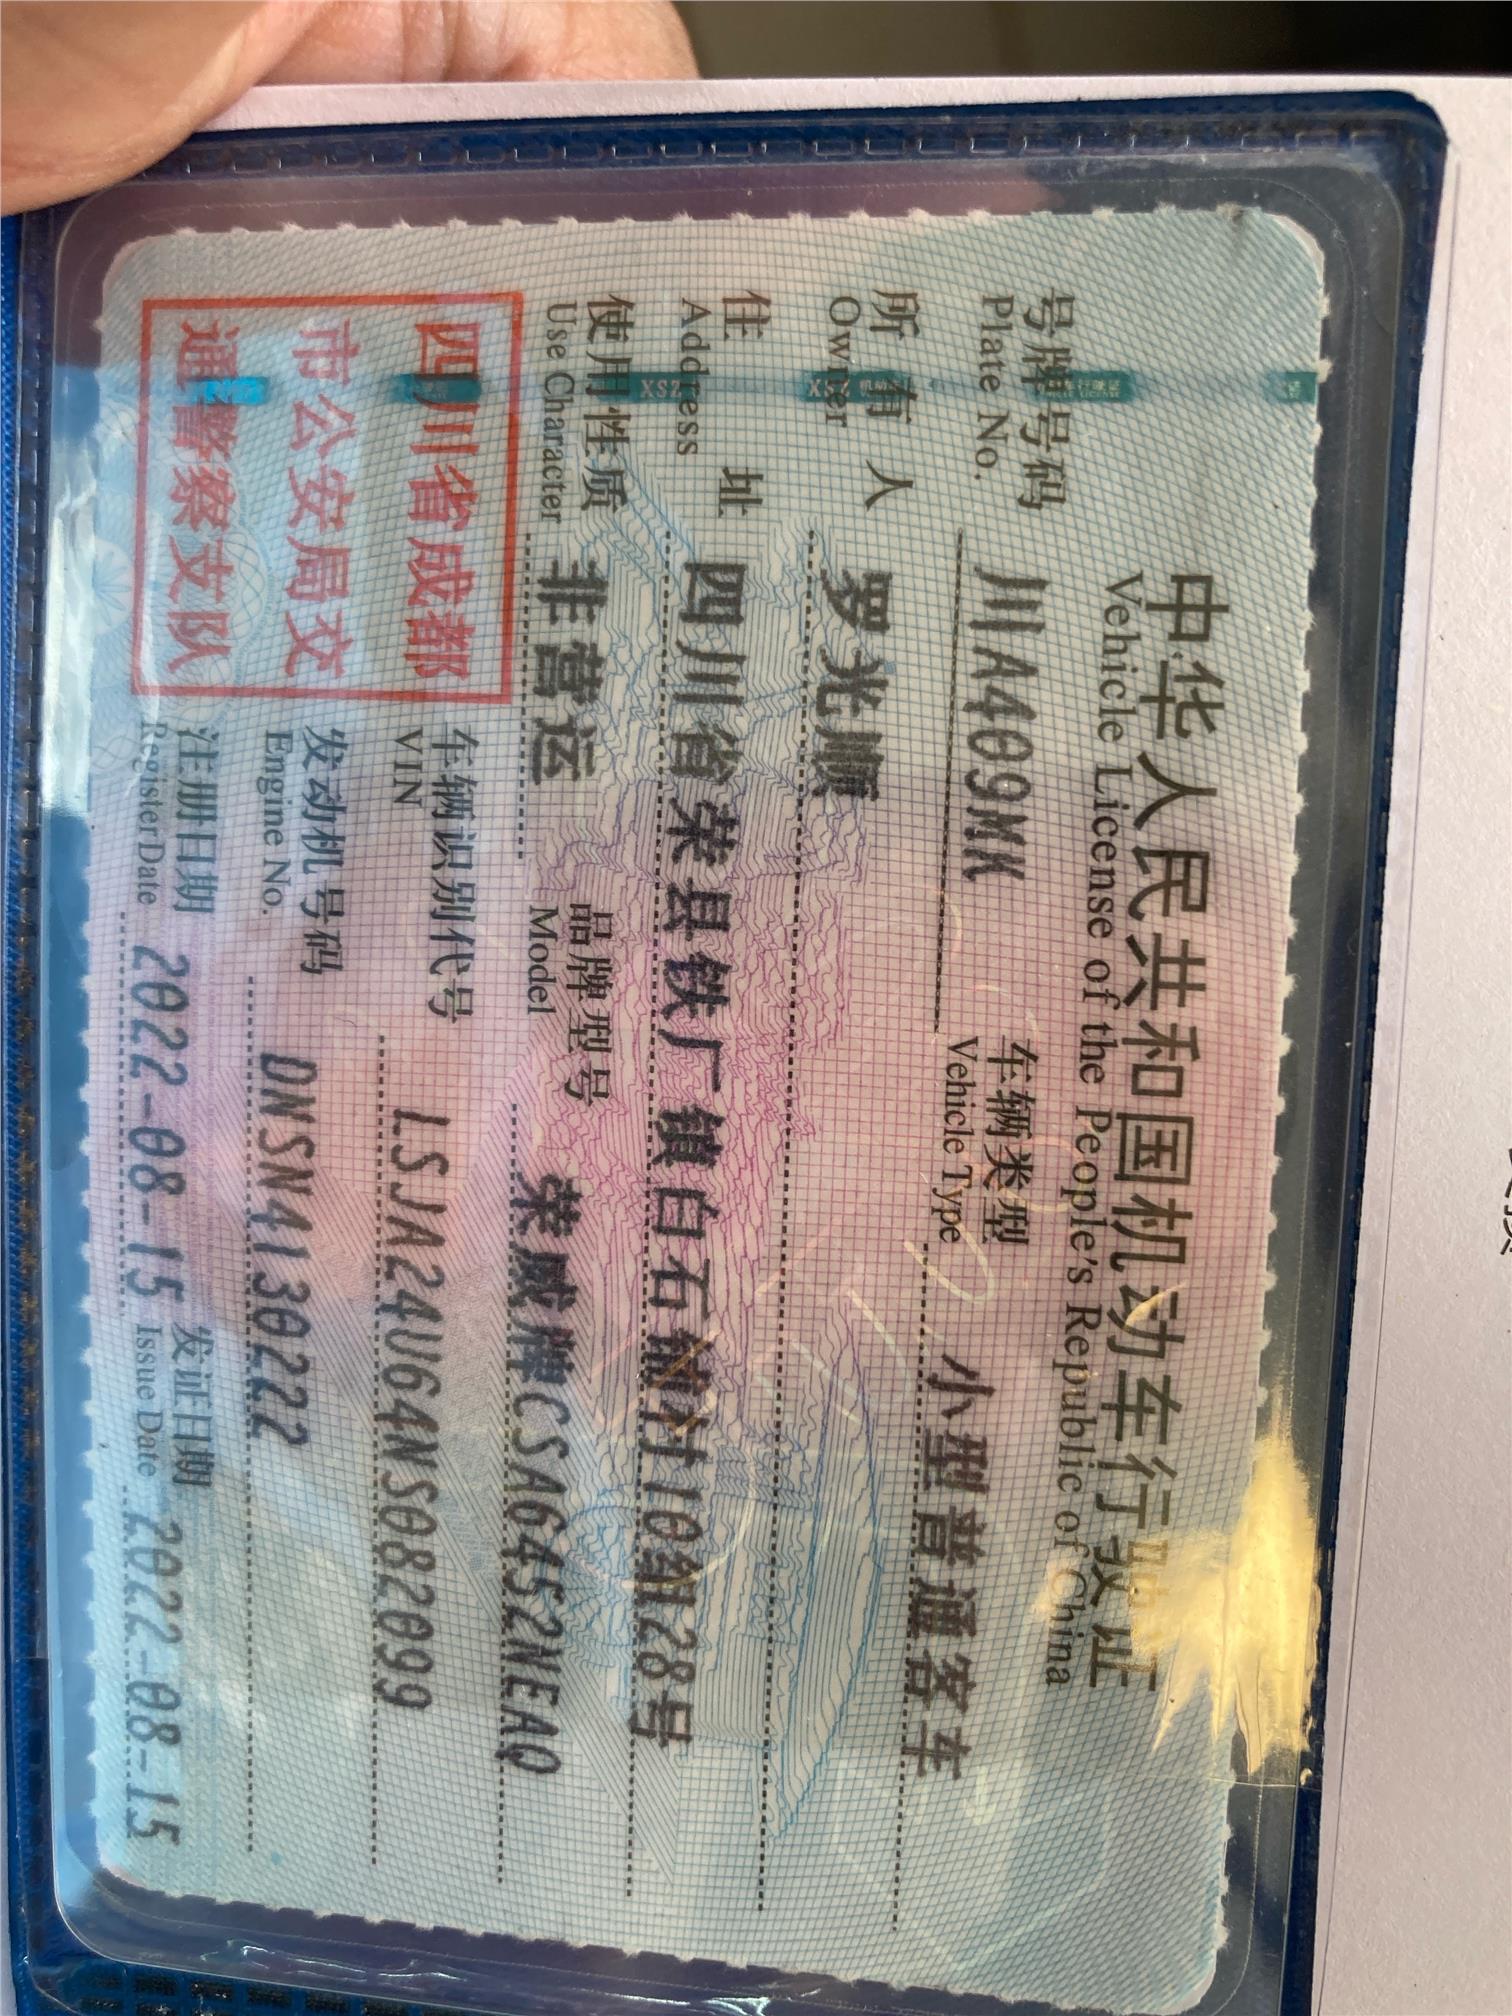 中华人民共和国机动车行驶证
Vehicle License of the People's Republic of China
号牌号码 川A409MK 车辆类型 小型普通客车
Plate No. Vehicle Type
所有人 罗光顺
Owner
住址 四川省荣县铁厂镇白石铺村10组28号
Address
使用性质 非营运 品牌型号 荣威牌CSA6452NEAQ
Use Character Model
四川省成都
市公安局交
通警察支队
车辆识别代号 LSJA24U64NS082099
VIN
发动机号码 DNSN4130222
Engine No.
注册日期 2022-08-15 发证日期 2022-08-15
Register Date Issue Date